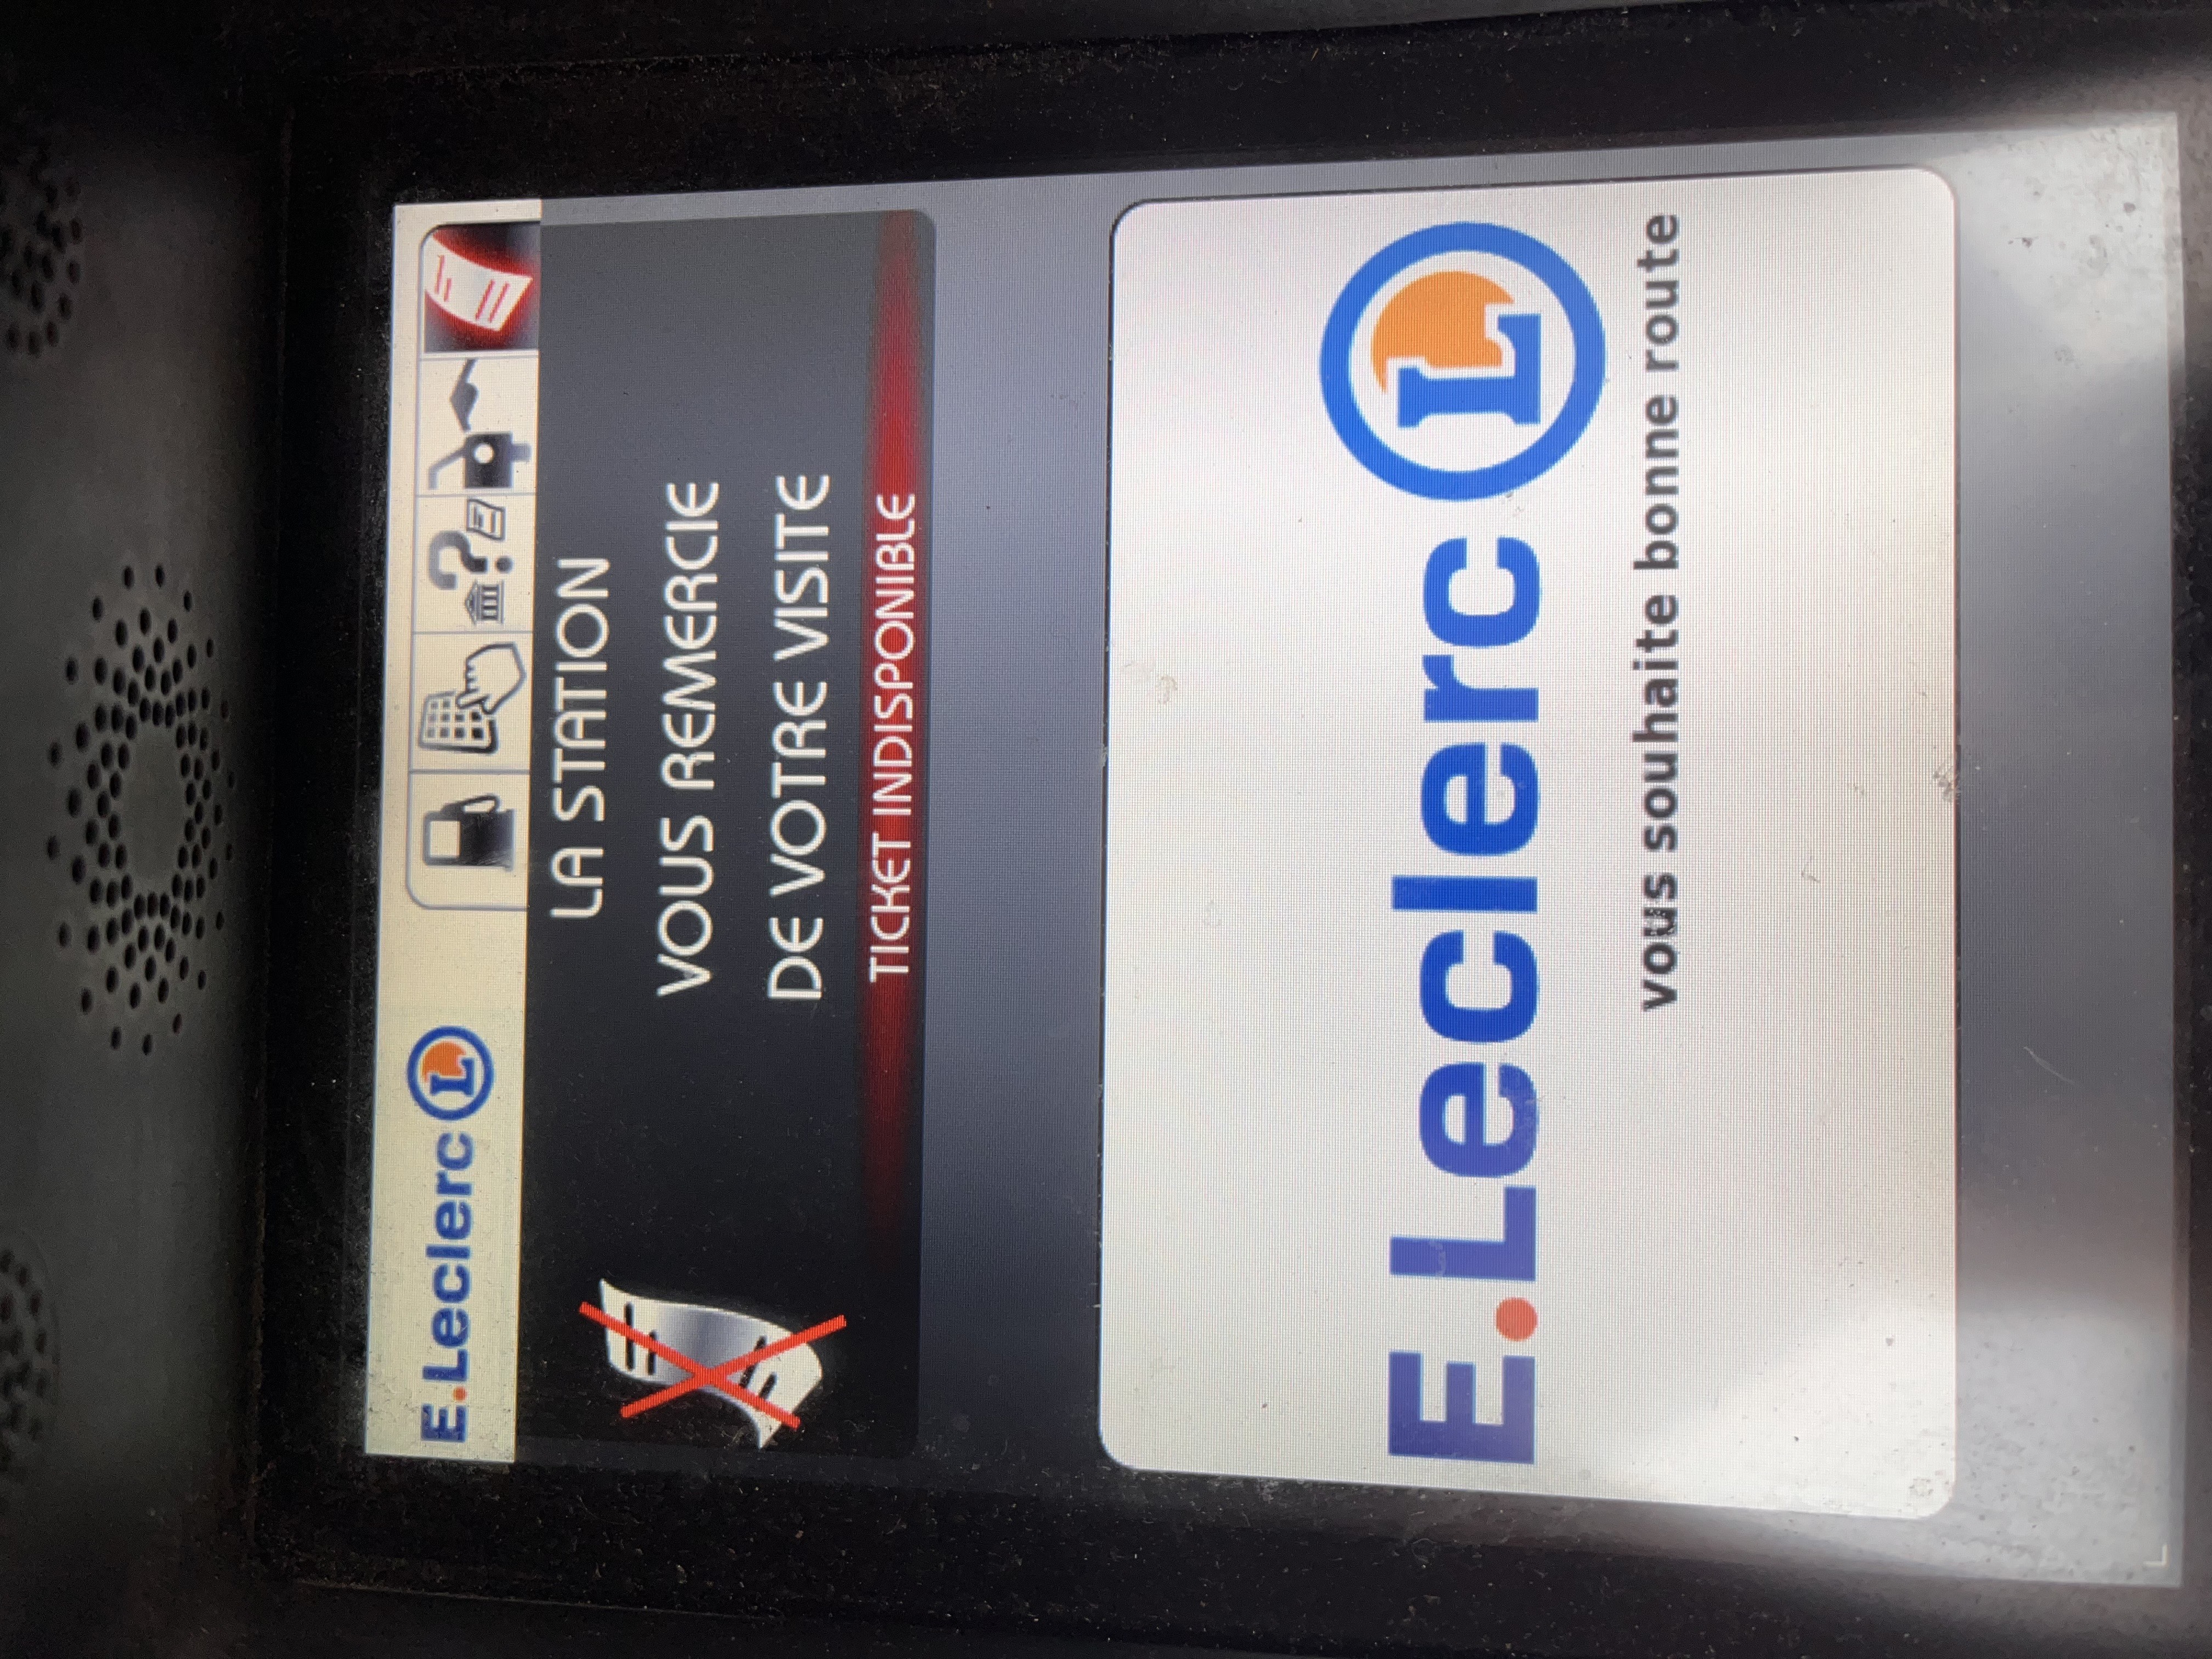 E.Leclerc L
LA STATION
VOUS REMERCIE
DE VOTRE VISITE
TICKET INDISPONIBLE
E.Leclerc L
vous souhaite bonne route